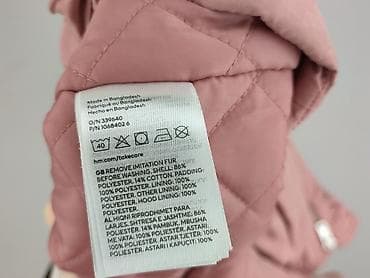 Made in Bangladesh
Fabriqué au Bangladesh
Hecho en Bangladesh
O/N 339640
P/N 1068402 6
40
hm.com/takecare
GB REMOVE IMITATION FUR
BEFORE WASHING, SHELL: 86%
POLYESTER, 14% COTTON. PADDING:
100% POLYESTER. LINING: 100%
POLYESTER. OTHER LINING: 100%
POLYESTER. HOOD LINING: 100%
POLYESTER.
AL HIQNI RIPRODHIMET PARA
LARJES, SHTRESA E JASHTME: 86%
POLIESTER, 14% PAMBUK, MBUSHJA
ME VATË: 100% POLIESTER. ASTARI:
100% POLIESTER. ASTAR TJETËR: 100%
POLIESTER. ASTARI I KAPUÇIT: 100%